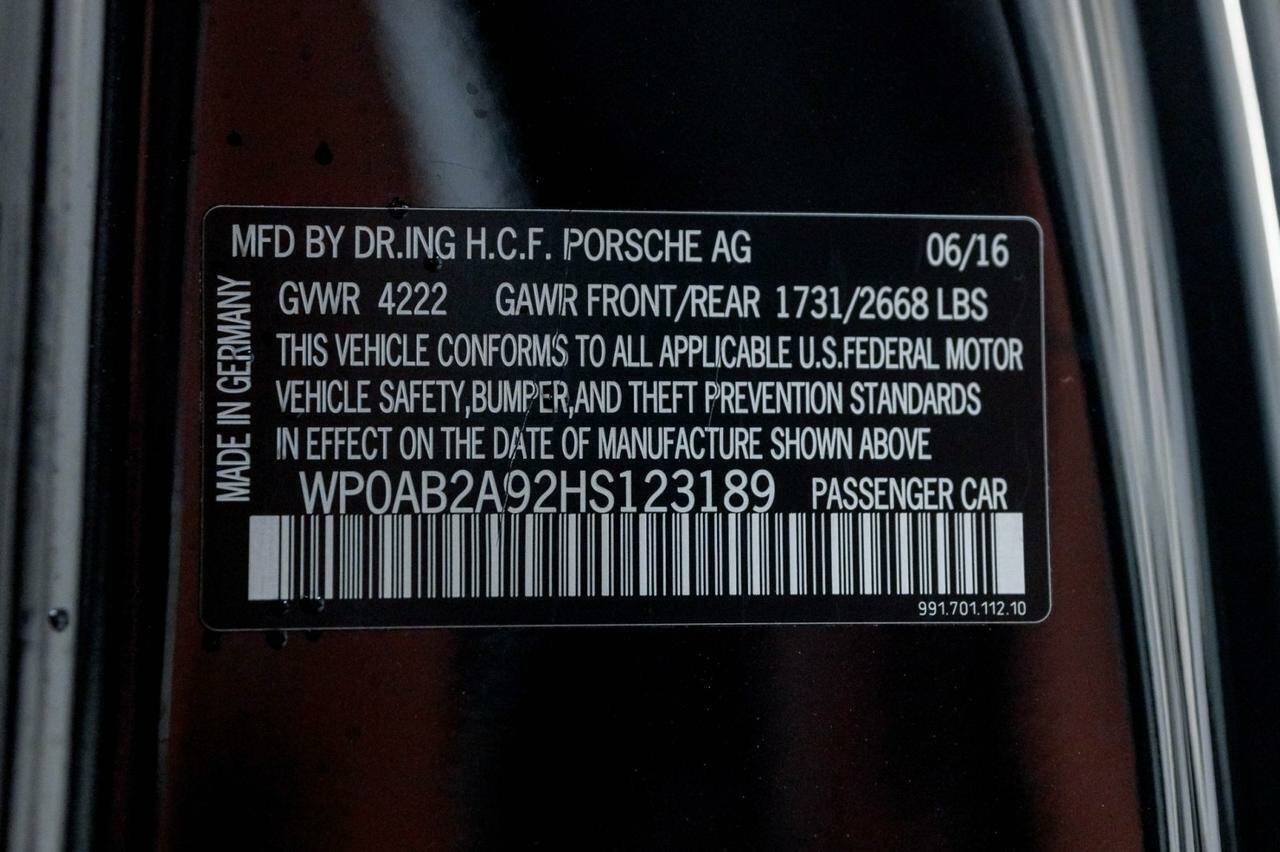 MFD BY DR.ING H.C.F. PORSCHE AG 06/16
GVWR 4222 GAWR FRONT/REAR 1731/2668 LBS
THIS VEHICLE CONFORMS TO ALL APPLICABLE U.S.FEDERAL MOTOR
VEHICLE SAFETY,BUMPER,AND THEFT PREVENTION STANDARDS
IN EFFECT ON THE DATE OF MANUFACTURE SHOWN ABOVE
WP0AB2A92HS123189 PASSENGER CAR
991.701.112.10
MADE IN GERMANY